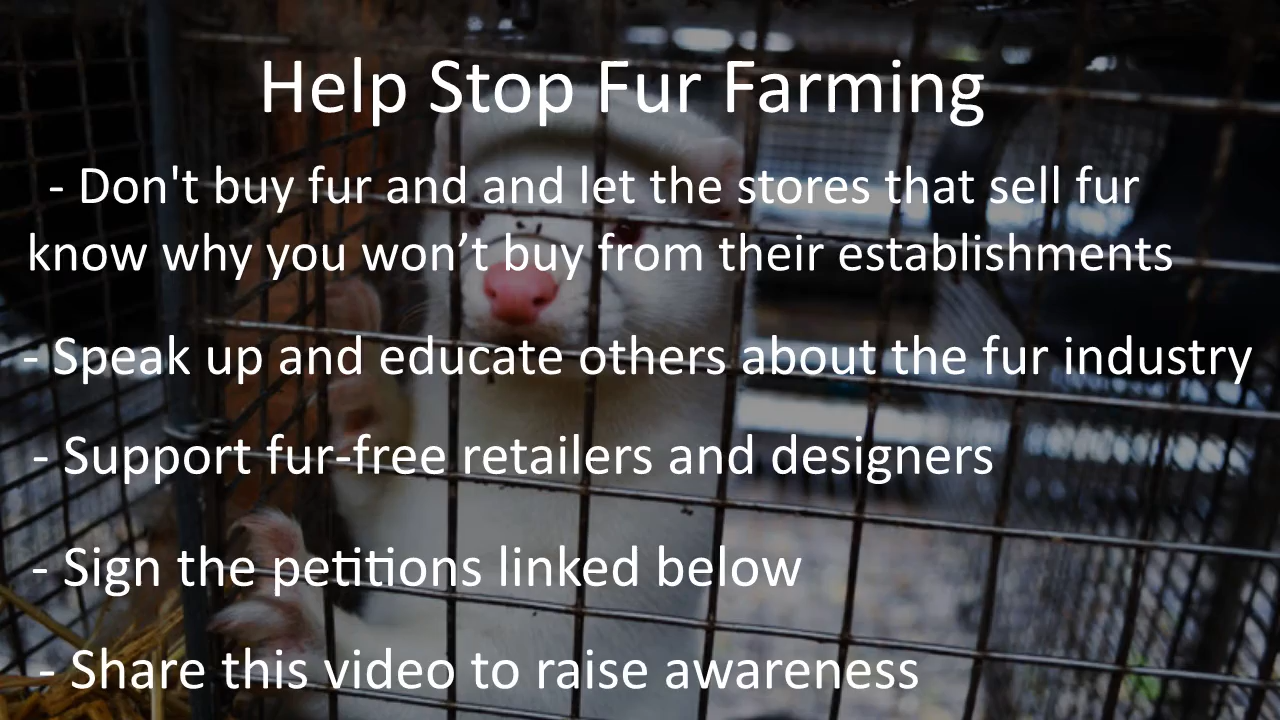 Help Stop Fur Farming
- Don't buy fur and and let the stores that sell fur
know why you won’t buy from their establishments
- Speak up and educate others about the fur industry
- Support fur-free retailers and designers
- Sign the petitions linked below
- Share this video to raise awareness